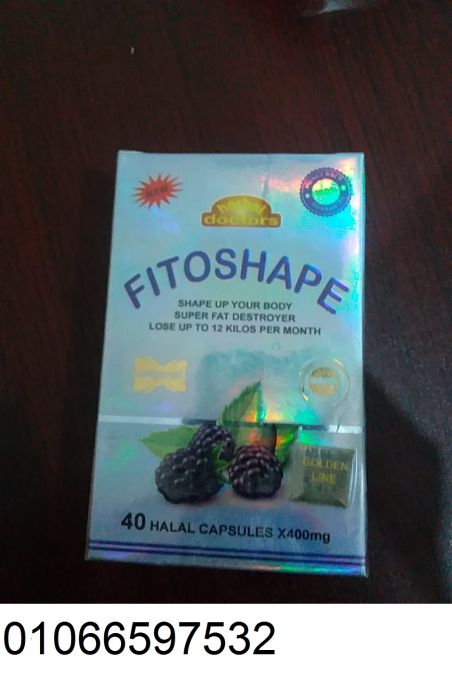 NEW
herbal
doctors
FITOSHAPE
SHAPE UP YOUR BODY
SUPER FAT DESTROYER
LOSE UP TO 12 KILOS PER MONTH
GOLDEN
LINE
40 HALAL CAPSULES X400mg
01066597532